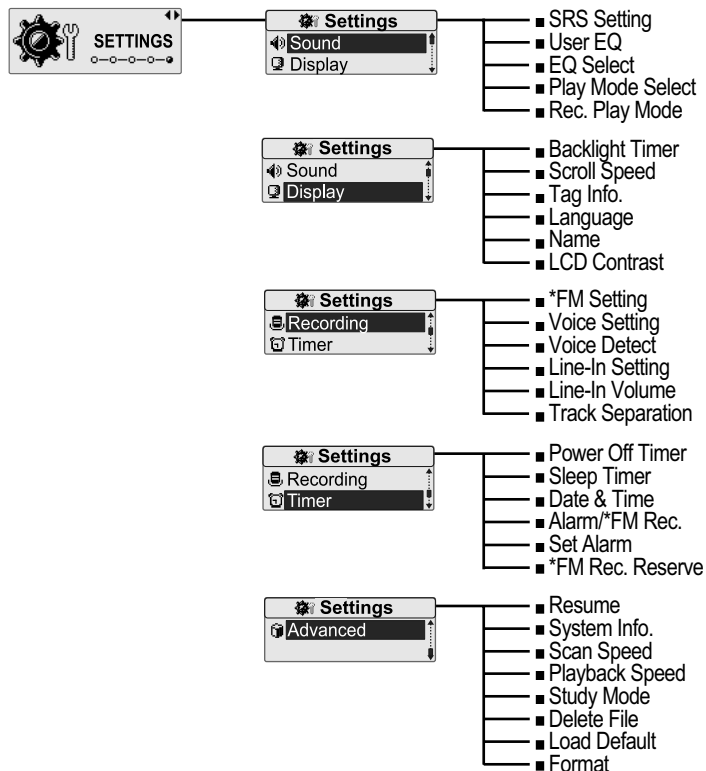 SETTINGS
Settings
Sound
Display
SRS Setting
User EQ
EQ Select
Play Mode Select
Rec. Play Mode
Settings
Sound
Display
Backlight Timer
Scroll Speed
Tag Info.
Language
Name
LCD Contrast
Settings
Recording
Timer
*FM Setting
Voice Setting
Voice Detect
Line-In Setting
Line-In Volume
Track Separation
Settings
Recording
Timer
Power Off Timer
Sleep Timer
Date & Time
Alarm/*FM Rec.
Set Alarm
*FM Rec. Reserve
Settings
Advanced
Resume
System Info.
Scan Speed
Playback Speed
Study Mode
Delete File
Load Default
Format